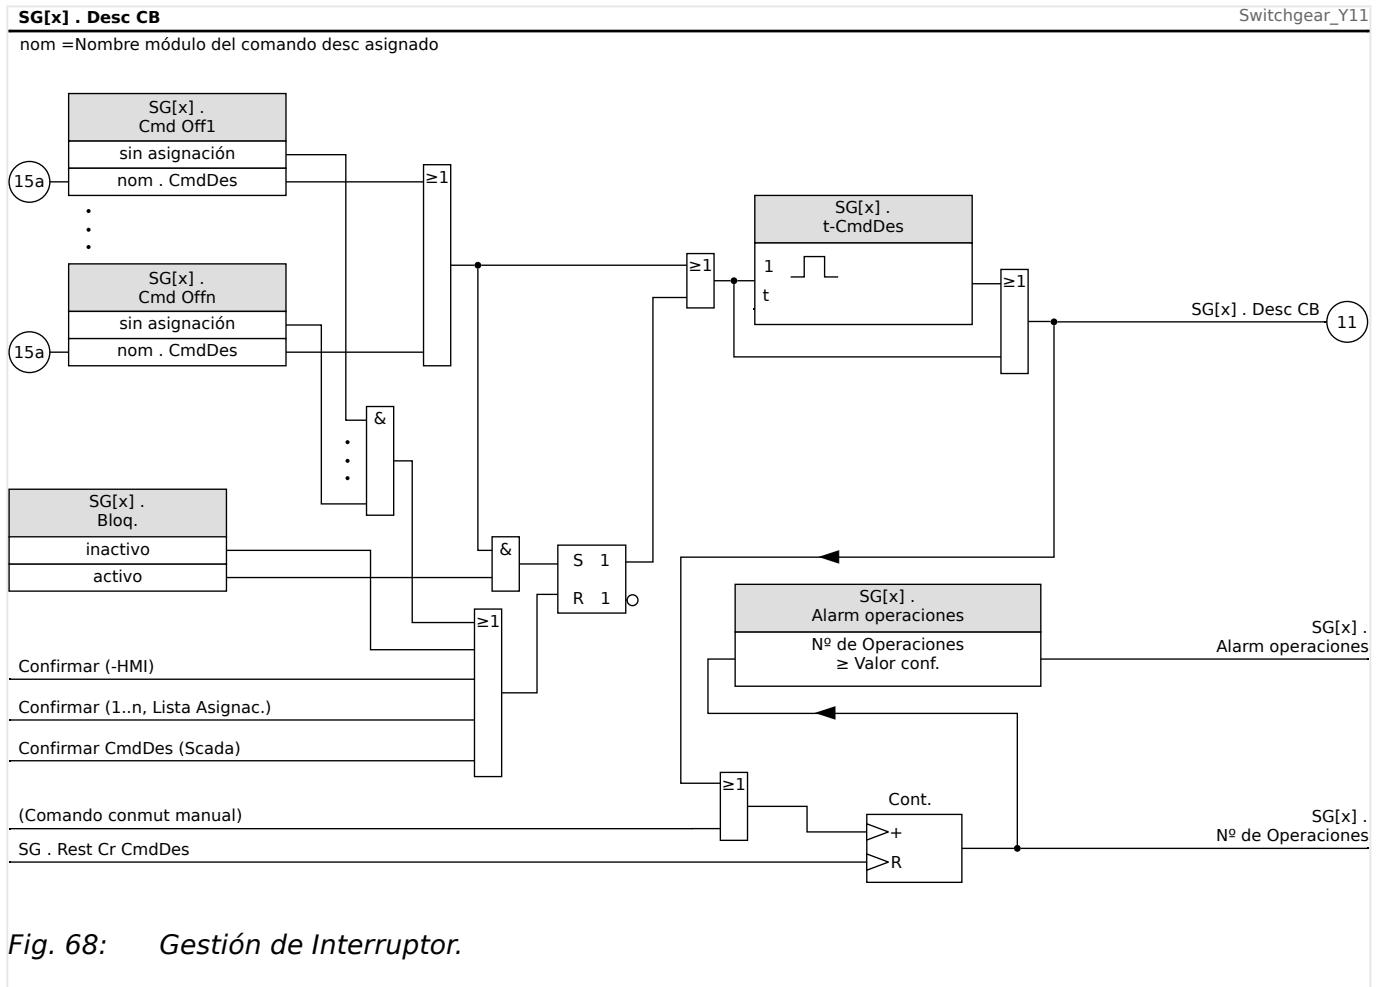 SG[x] . Desc CB
Switchgear_Y11
nom =Nombre módulo del comando desc asignado
SG[x] .
Cmd Off1
sin asignación
15a
nom . CmdDes
≥1
SG[x] .
t-CmdDes
1
t
SG[x] .
Cmd Offn
sin asignación
15a
nom . CmdDes
≥1
≥1
SG[x] . Desc CB
11
&
SG[x] .
Bloq.
inactivo
activo
&
S 1
R 1
≥1
SG[x] .
Alarm operaciones
Nº de Operaciones
≥ Valor conf.
SG[x] .
Alarm operaciones
Confirmar (-HMI)
Confirmar (1..n, Lista Asignac.)
Confirmar CmdDes (Scada)
(Comando conmut manual)
≥1
Cont.
+
R
SG[x] .
Nº de Operaciones
SG . Rest Cr CmdDes
Fig. 68: Gestión de Interruptor.